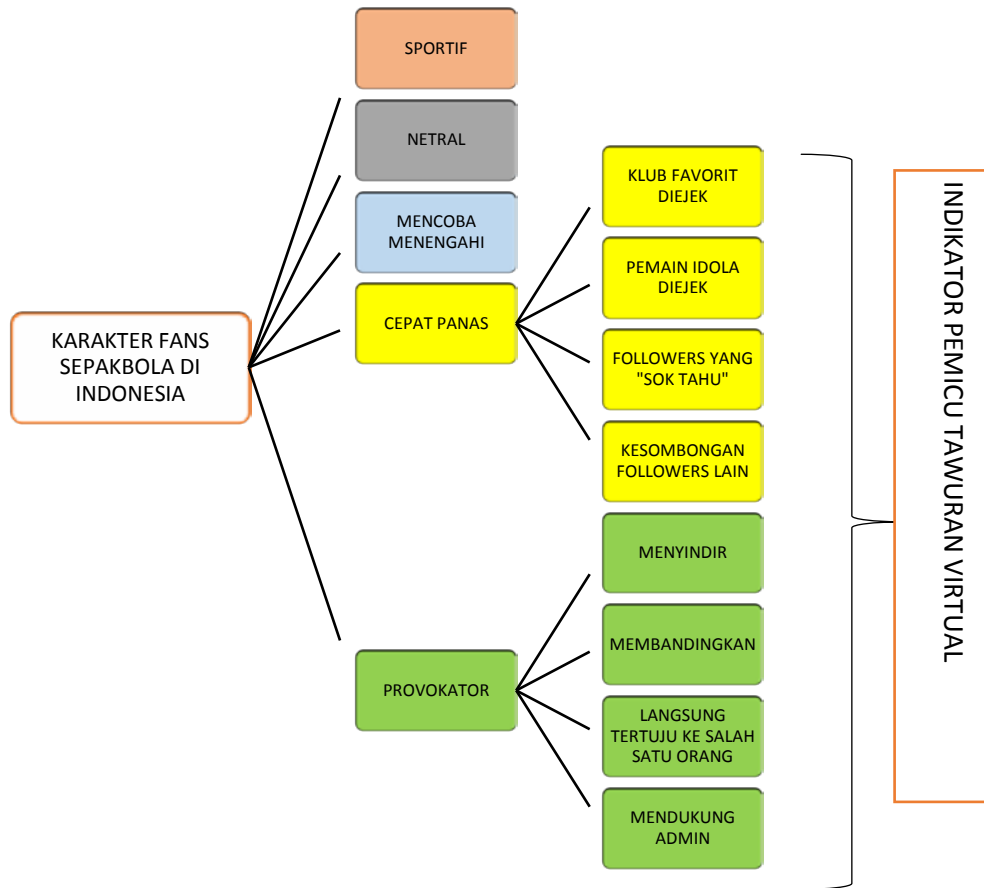 KARAKTER FANS
SEPAKBOLA DI
INDONESIA
SPORTIF
NETRAL
MENCOBA
MENENGAHI
CEPAT PANAS
KLUB FAVORIT
DIEJEK
PEMAIN IDOLA
DIEJEK
FOLLOWERS YANG
"SOK TAHU"
KESOMBONGAN
FOLLOWERS LAIN
PROVOKATOR
MENYINDIR
MEMBANDINGKAN
LANGSUNG
TERTUJU KE SALAH
SATU ORANG
MENDUKUNG
ADMIN
INDIKATOR PEMICU TAWURAN VIRTUAL